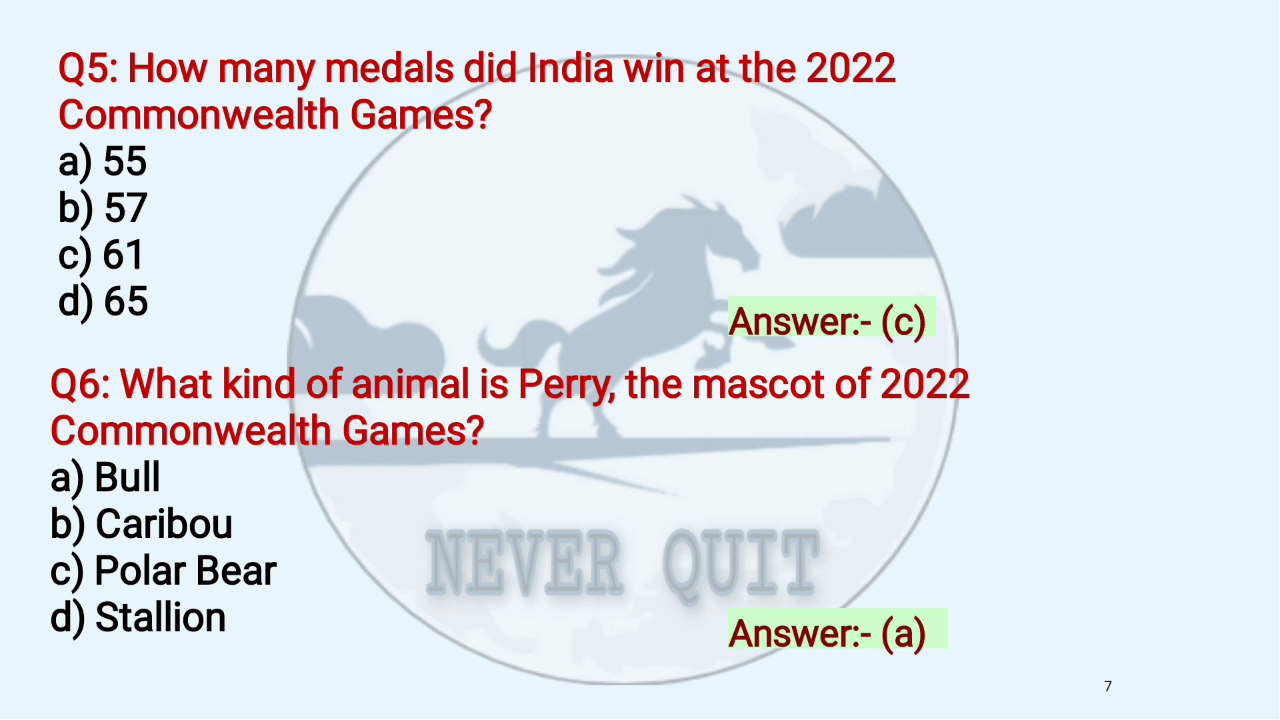 Q5: How many medals did India win at the 2022
Commonwealth Games?
a) 55
b) 57
c) 61
d) 65
Answer:- (c)
Q6: What kind of animal is Perry, the mascot of 2022
Commonwealth Games?
a) Bull
b) Caribou
c) Polar Bear
d) Stallion
NEVER QUIT
Answer:- (a)
7